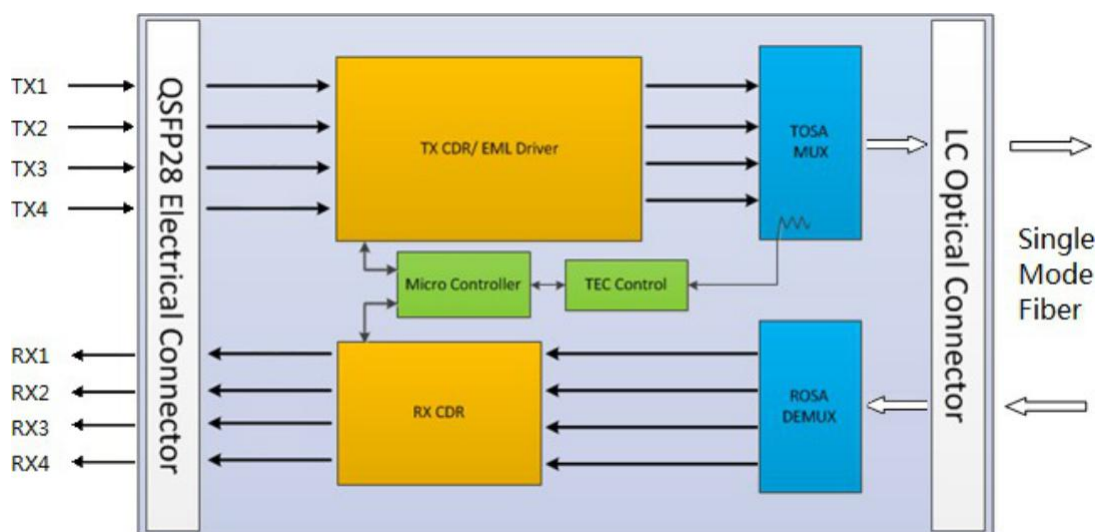 TX1
TX2
TX3
TX4
QSFP28 Electrical Connector
TX CDR/ EML Driver
TOSA
MUX
LC Optical Connector
Single
Mode
Fiber
Micro Controller
TEC Control
RX1
RX2
RX3
RX4
RX CDR
ROSA
DEMUX